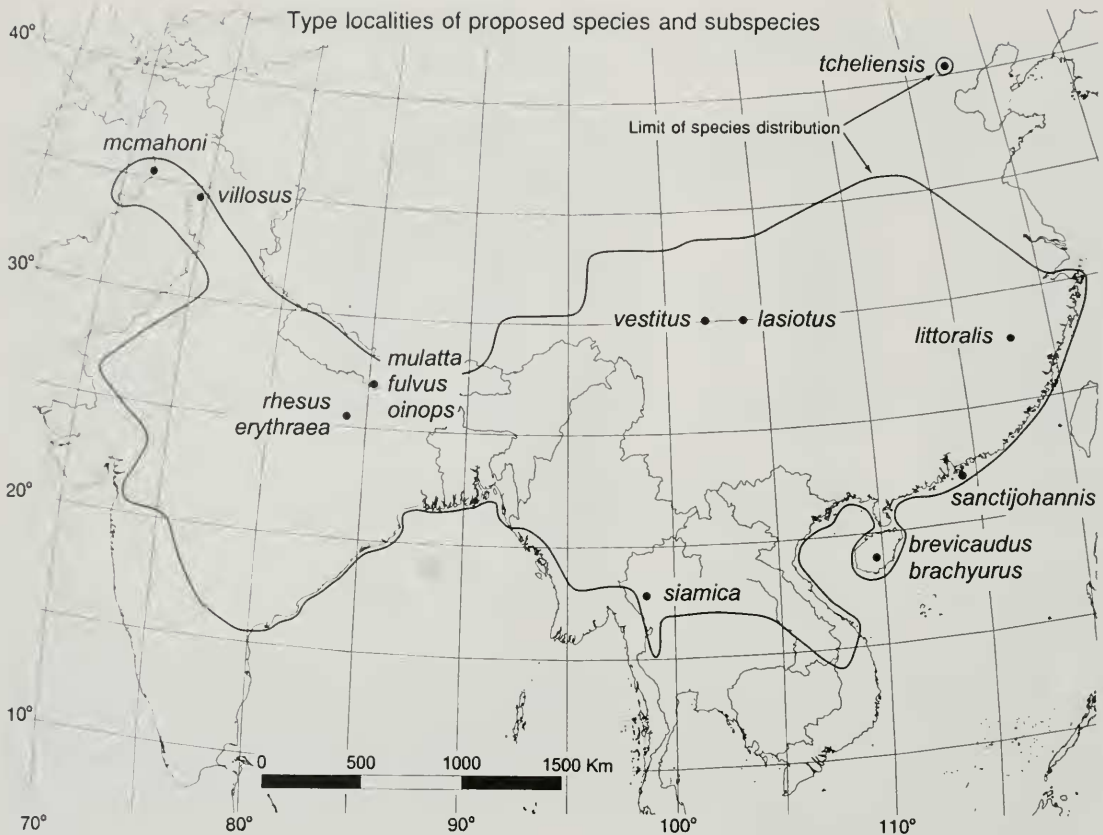 Type localities of proposed species and subspecies
40°
tcheliensis
Limit of species distribution
mcmahoni
villosus
30°
vestitus
lasiotus
littoralis
mulatta
fulvus
oinops
rhesus
erythraea
20°
sanctijohannis
brevicaudus
brachyurus
siamica
10°
0 500 1000 1500 Km
70° 80° 90° 100° 110°